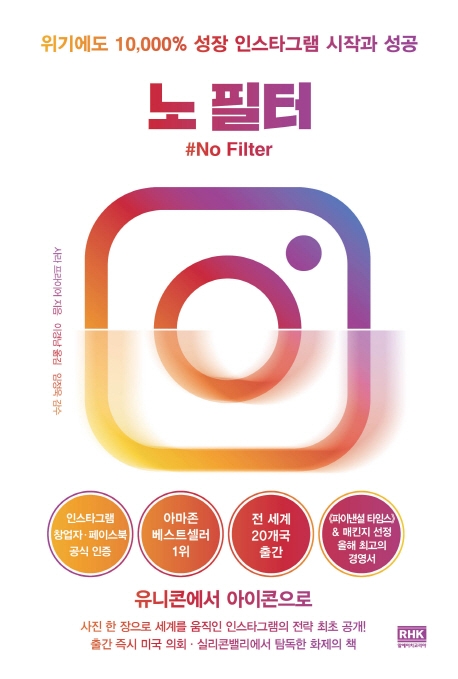 위기에도 10,000% 성장 인스타그램 시작과 성공
노 필터
#No Filter
사라 프라이어 지음 이경남 옮김 임정욱 감수
인스타그램
창업자·페이스북
공식 인증
아마존
베스트셀러
1위
전 세계
20개국
출간
《파이낸셜 타임스》
& 매킨지 선정
올해 최고의
경영서
유니콘에서 아이콘으로
사진 한 장으로 세계를 움직인 인스타그램의 전략 최초 공개!
출간 즉시 미국 의회·실리콘밸리에서 탐독한 화제의 책
RHK
알에이치코리아